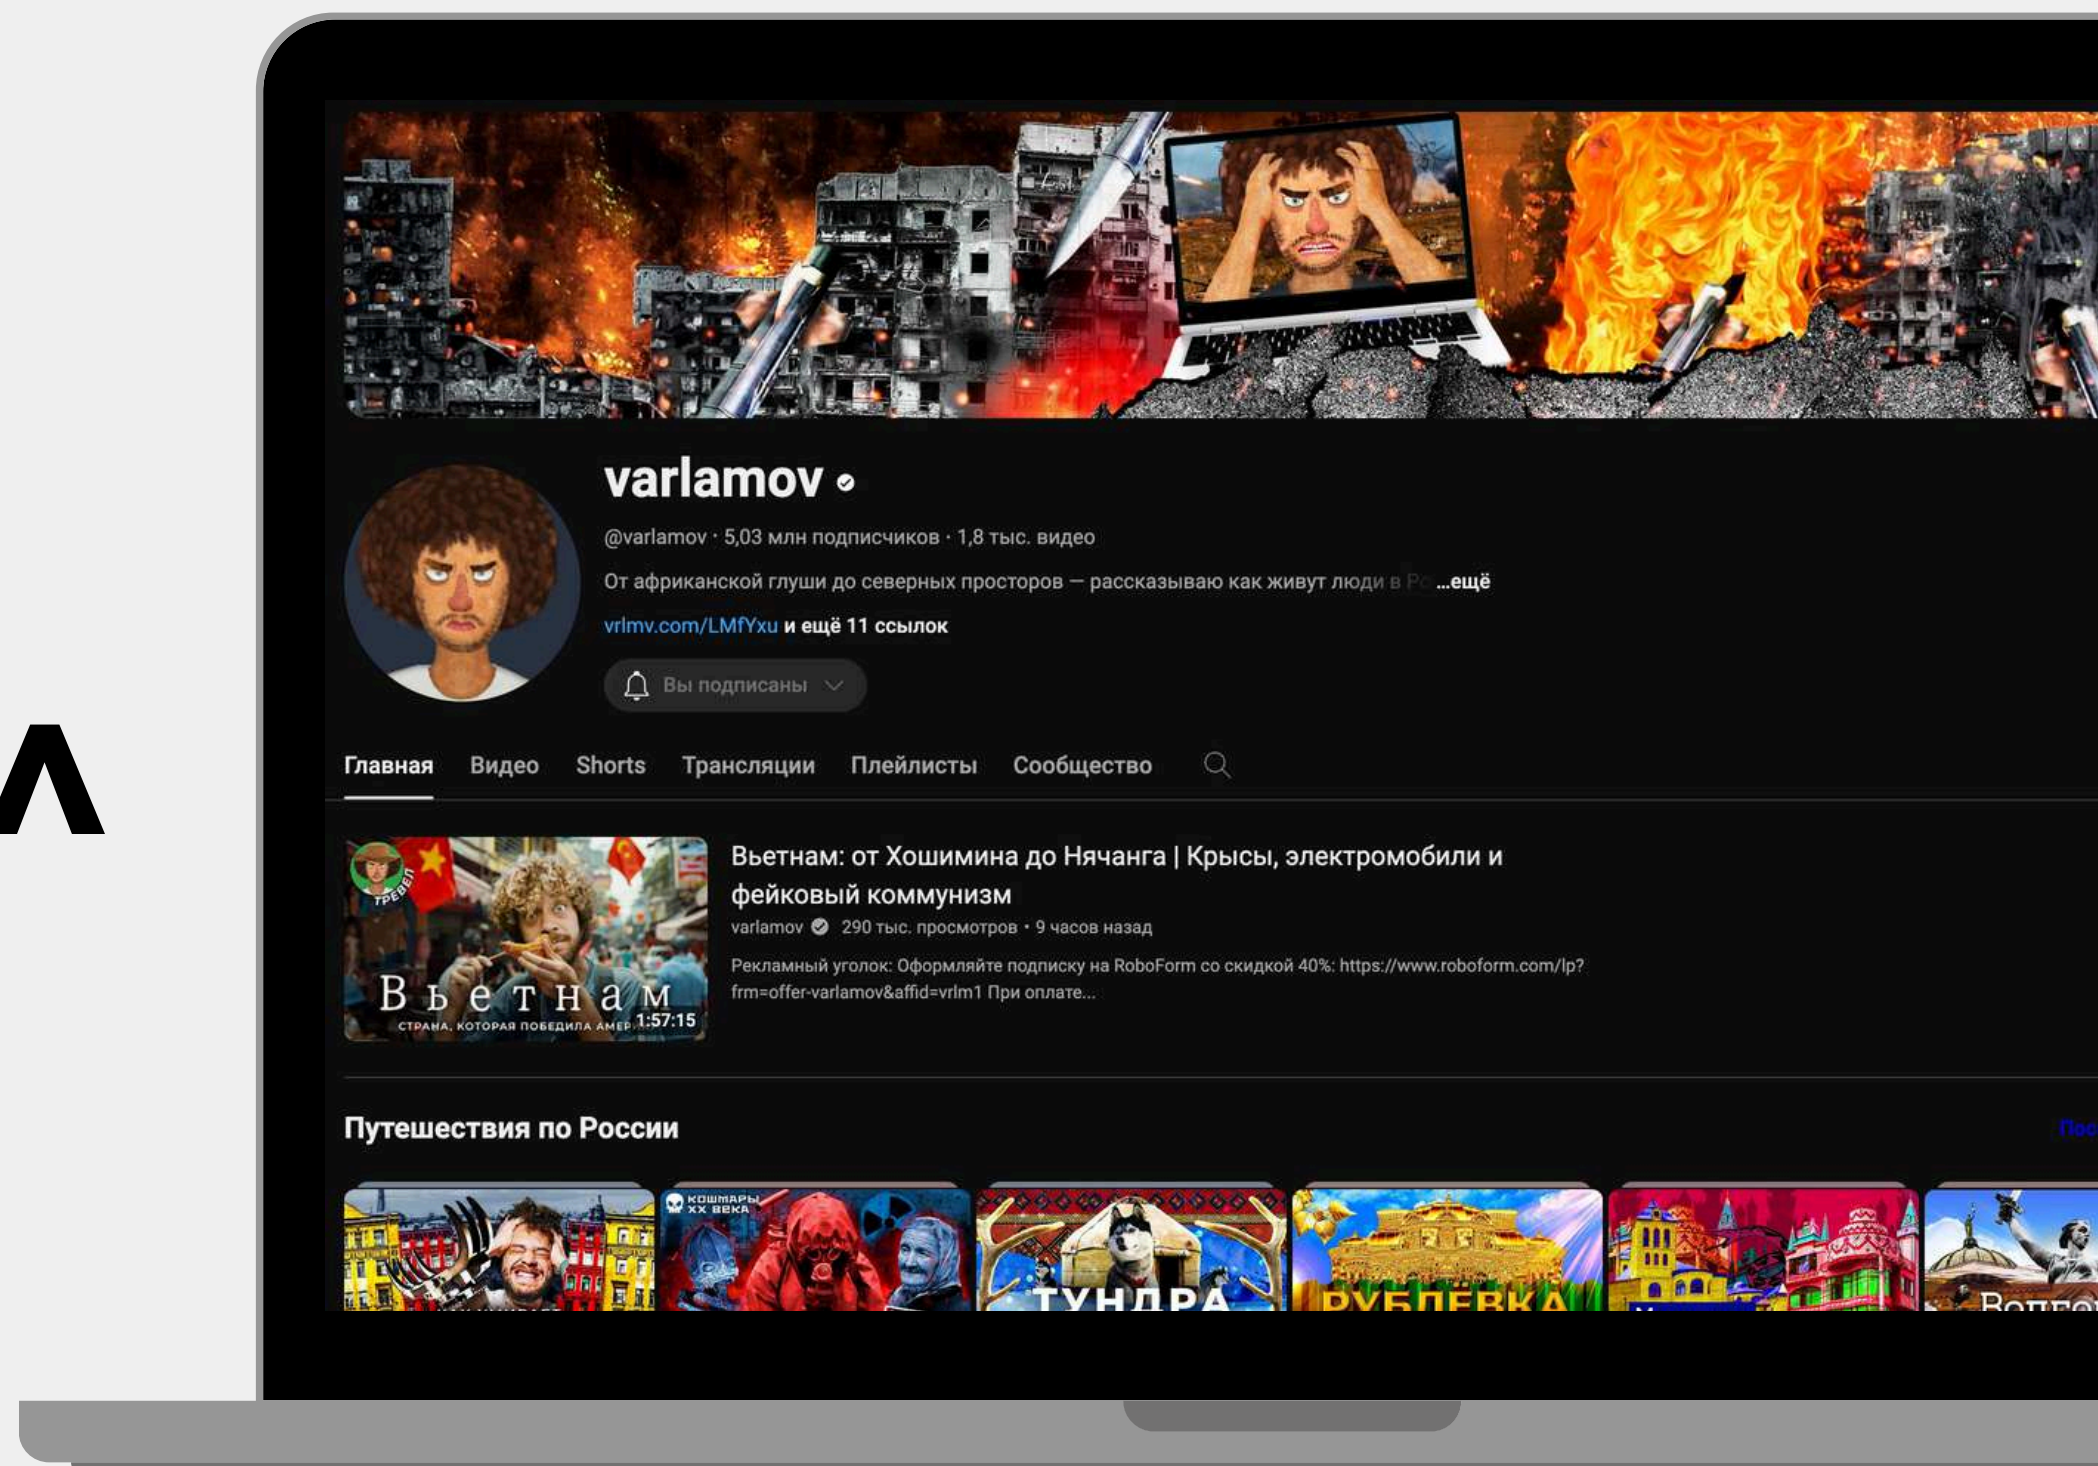 varlamov
@varlamov · 5,03 млн подписчиков · 1,8 тыс. видео
От африканской глуши до северных просторов — рассказываю как живут люди в ...ещё
vrlmv.com/LMfYxu и ещё 11 ссылок
Вы подписаны
Главная Видео Shorts Трансляции Плейлисты Сообщество
ТРЕВЕЛ
Вьетнам
СТРАНА, КОТОРАЯ ПОБЕДИЛА
1:57:15
Вьетнам: от Хошимина до Нячанга | Крысы, электромобили и
фейковый коммунизм
varlamov 290 тыс. просмотров • 9 часов назад
Рекламный уголок: Оформляйте подписку на RoboForm со скидкой 40%: https://www.roboform.com/lp?
frm=offer-varlamov&affid=vrlm1 При оплате...
Путешествия по России
КОШМАРЫ
XX ВЕКА
ТУНДРА
РУБЛЁВКА